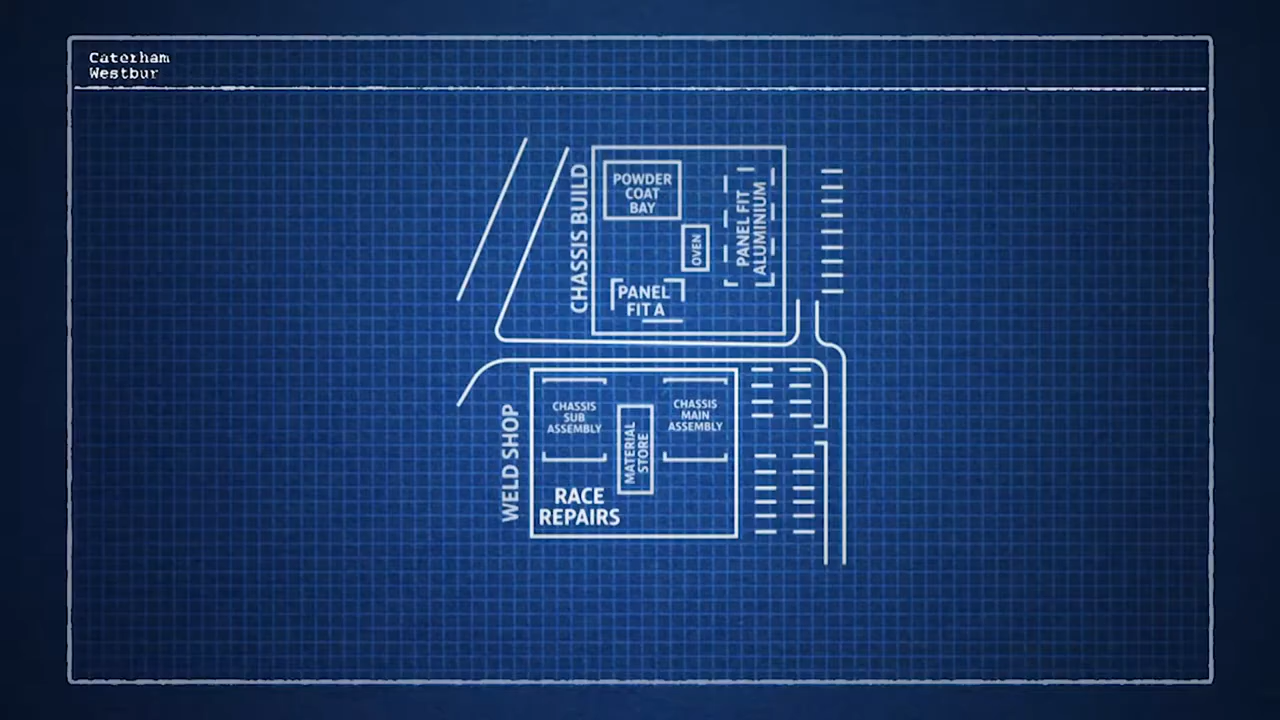 Caterham
Westbur
CHASSIS BUILD
POWDER
COAT
BAY
OVEN
PANEL FIT
ALUMINIUM
PANEL
FIT A
WELD SHOP
CHASSIS
SUB
ASSEMBLY
MATERIAL
STORE
CHASSIS
MAIN
ASSEMBLY
RACE
REPAIRS